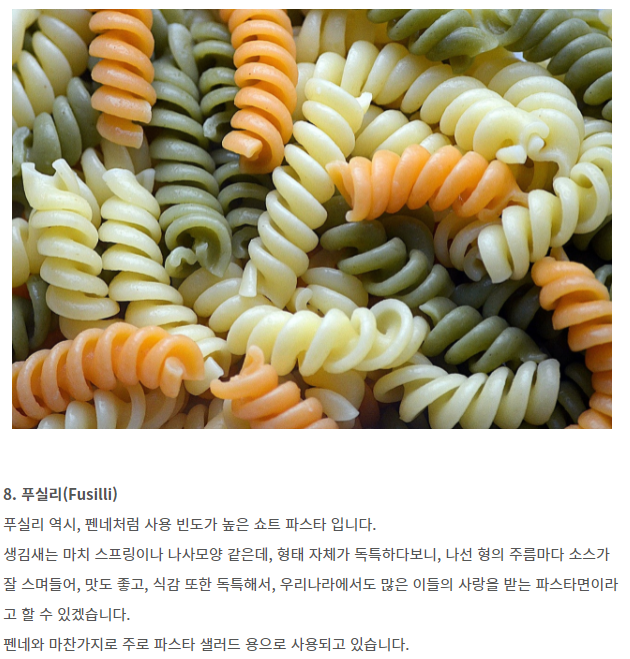 8. 푸실리(Fusilli)
푸실리 역시, 펜네처럼 사용 빈도가 높은 쇼트 파스타 입니다.
생김새는 마치 스프링이나 나사모양 같은데, 형태 자체가 독특하다보니, 나선 형의 주름마다 소스가
잘 스며들어, 맛도 좋고, 식감 또한 독특해서, 우리나라에서도 많은 이들의 사랑을 받는 파스타면이라
고 할 수 있겠습니다.
펜네와 마찬가지로 주로 파스타 샐러드 용으로 사용되고 있습니다.